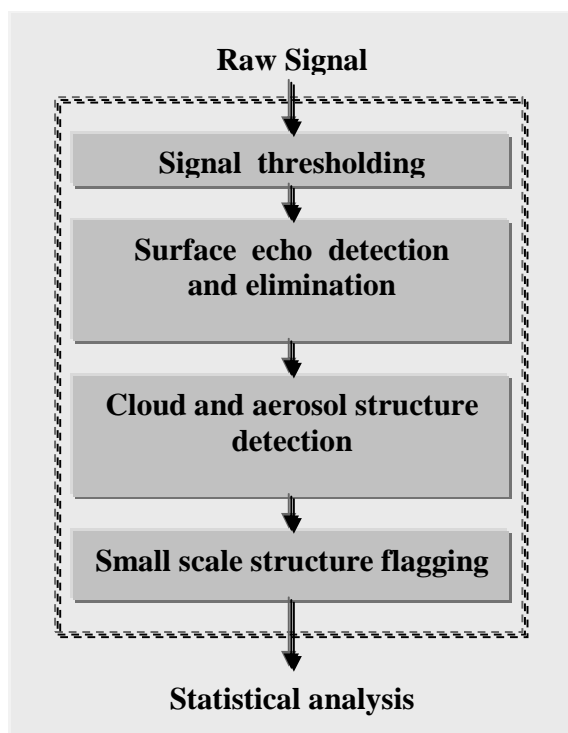 Raw Signal
Signal thresholding
Surface echo detection
and elimination
Cloud and aerosol structure
detection
Small scale structure flagging
Statistical analysis